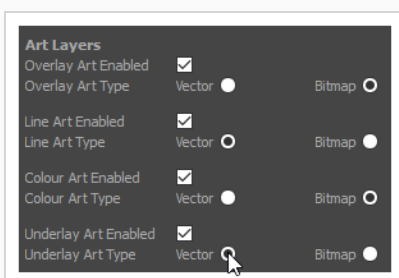 Art Layers
Overlay Art Enabled
Overlay Art Type Vector Bitmap
Line Art Enabled
Line Art Type Vector Bitmap
Colour Art Enabled
Colour Art Type Vector Bitmap
Underlay Art Enabled
Underlay Art Type Vector Bitmap